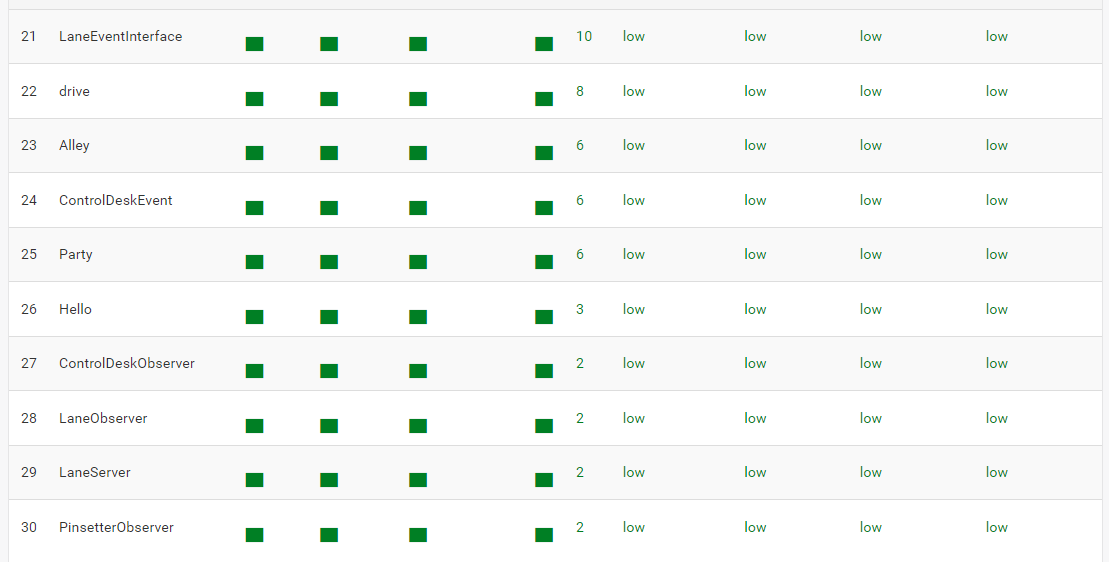 21 LaneEventInterface 10 low low low low
22 drive 8 low low low low
23 Alley 6 low low low low
24 ControlDeskEvent 6 low low low low
25 Party 6 low low low low
26 Hello 3 low low low low
27 ControlDeskObserver 2 low low low low
28 LaneObserver 2 low low low low
29 LaneServer 2 low low low low
30 PinsetterObserver 2 low low low low